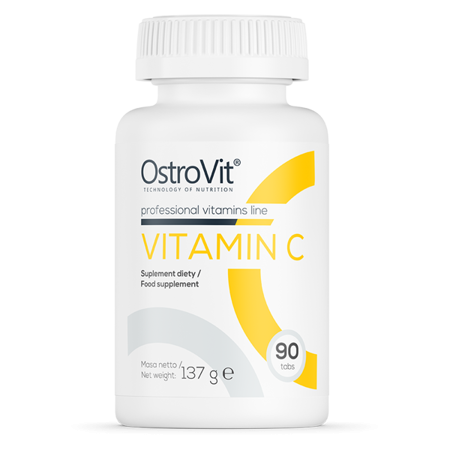 OstroVit®
TECHNOLOGY OF NUTRITION
professional vitamins line
VITAMIN C
Suplement diety /
Food supplement
90
tabs
Masa netto /
Net weight: 137 g e